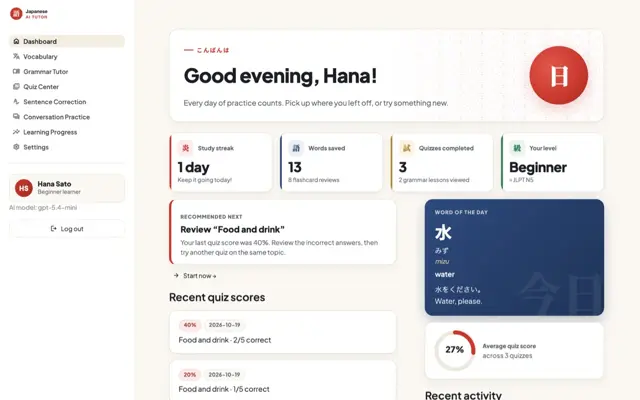 語 Japanese
AI TUTOR
Dashboard
Vocabulary
Grammar Tutor
Quiz Center
Sentence Correction
Conversation Practice
Learning Progress
Settings
HS Hana Sato
Beginner learner
AI model: gpt-5.4-mini
Log out
こんばんは
Good evening, Hana!
Every day of practice counts. Pick up where you left off, or try something new.
日
Study streak
1 day
Keep it going today!
語 Words saved
13
8 flashcard reviews
試 Quizzes completed
3
2 grammar lessons viewed
級 Your level
Beginner
≈ JLPT N5
RECOMMENDED NEXT
Review “Food and drink”
Your last quiz score was 40%. Review the incorrect answers, then
try another quiz on the same topic.
→ Start now →
Recent quiz scores
40% 2026-10-19
Food and drink · 2/5 correct
20% 2026-10-19
Food and drink · 1/5 correct
WORD OF THE DAY
水
みず
mizu
water
水をください。
Water, please.
今日
27% Average quiz score
across 3 quizzes
Recent activity